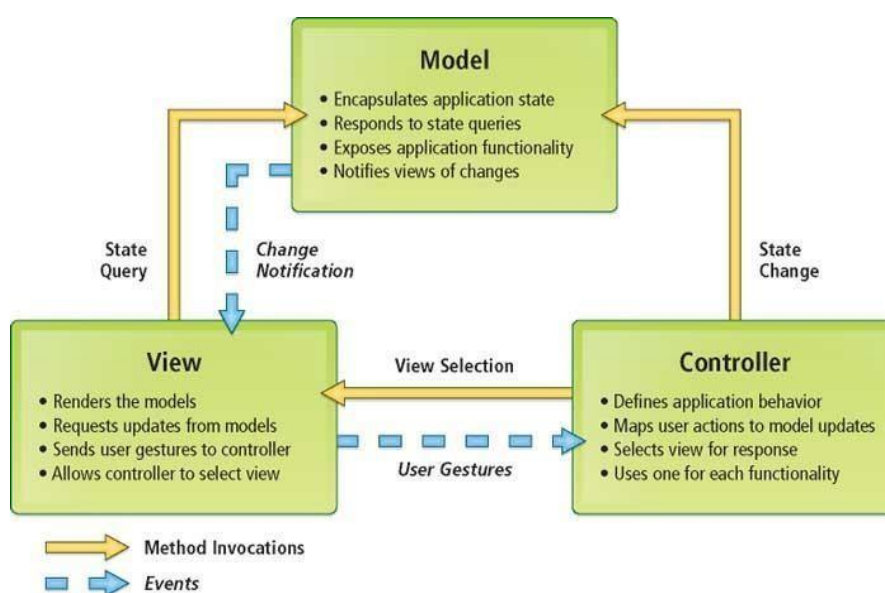 Model
• Encapsulates application state
• Responds to state queries
• Exposes application functionality
• Notifies views of changes
State
Query
Change
Notification
State
Change
View
• Renders the models
• Requests updates from models
• Sends user gestures to controller
• Allows controller to select view
View Selection
User Gestures
Controller
• Defines application behavior
• Maps user actions to model updates
• Selects view for response
• Uses one for each functionality
Method Invocations
Events